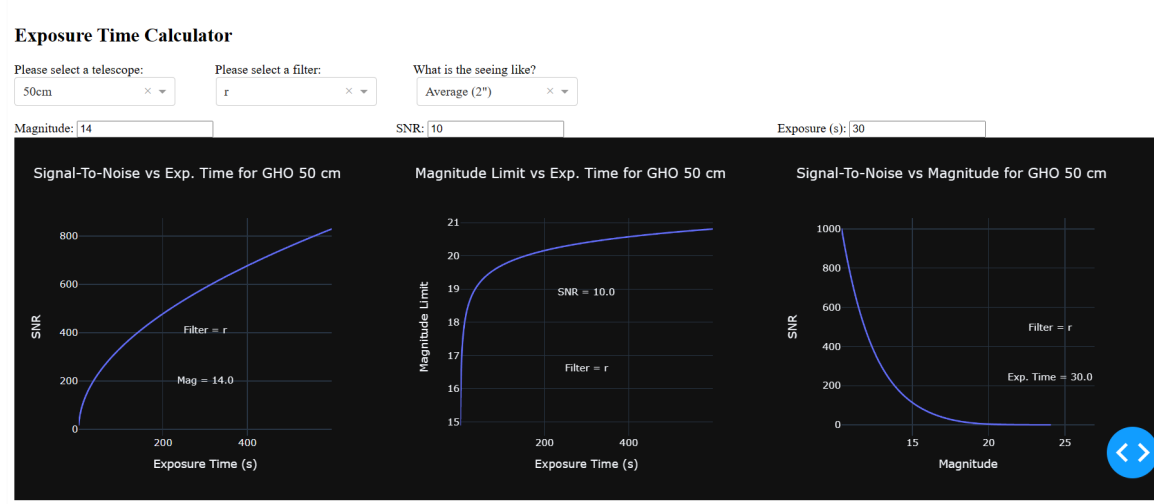 Exposure Time Calculator
Please select a telescope: Please select a filter: What is the seeing like?
50cm × r × Average (2") ×
Magnitude: 14 SNR: 10 Exposure (s): 30
Signal-To-Noise vs Exp. Time for GHO 50 cm
800
600
400
200
0
SNR
Filter = r
Mag = 14.0
200 400
Exposure Time (s)
Magnitude Limit vs Exp. Time for GHO 50 cm
21
20
19
18
17
16
15
Magnitude Limit
SNR = 10.0
Filter = r
200 400
Exposure Time (s)
Signal-To-Noise vs Magnitude for GHO 50 cm
1000
800
600
400
200
0
SNR
Filter = r
Exp. Time = 30.0
15 20 25
Magnitude